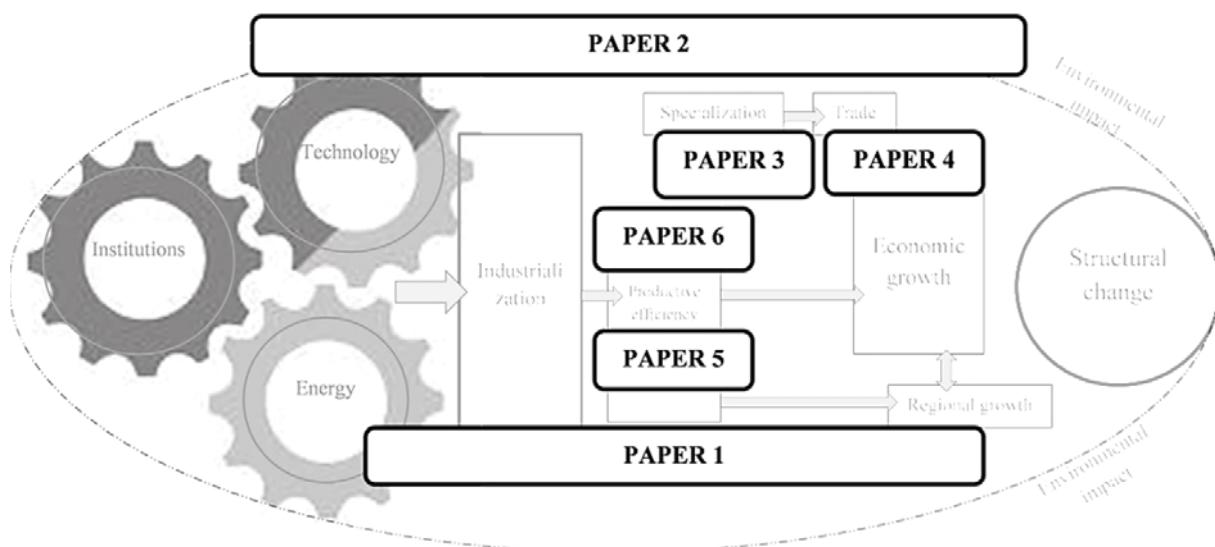 PAPER 2
Environmental
impact
Specialization
Trade
Technology
PAPER 3
PAPER 4
Institutions
PAPER 6
Economic
growth
Structural
change
Industriali
zation
Productive
efficiency
PAPER 5
Energy
Regional growth
PAPER 1
Environmental
impact